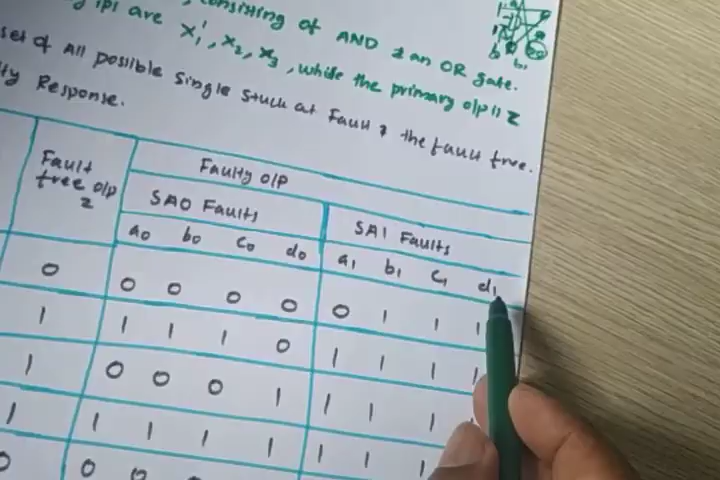 ips are x₁', x₂, x₃, while the primary o/p is z
consisting of AND & an OR gate.
set of All possible single stuck at Fault & the fault free.
ty Response.
Fault free o/p z
Faulty o/p
SA0 Faults
SA1 Faults
a₀ b₀ c₀ d₀ a₁ b₁ c₁ d₁
0 0 0 0 0 0 1 1 1
1 1 1 1 0 1 1 1 1
1 0 0 0 1 1 1 1
1 1 1 1 1 1 1 1
0 0 0